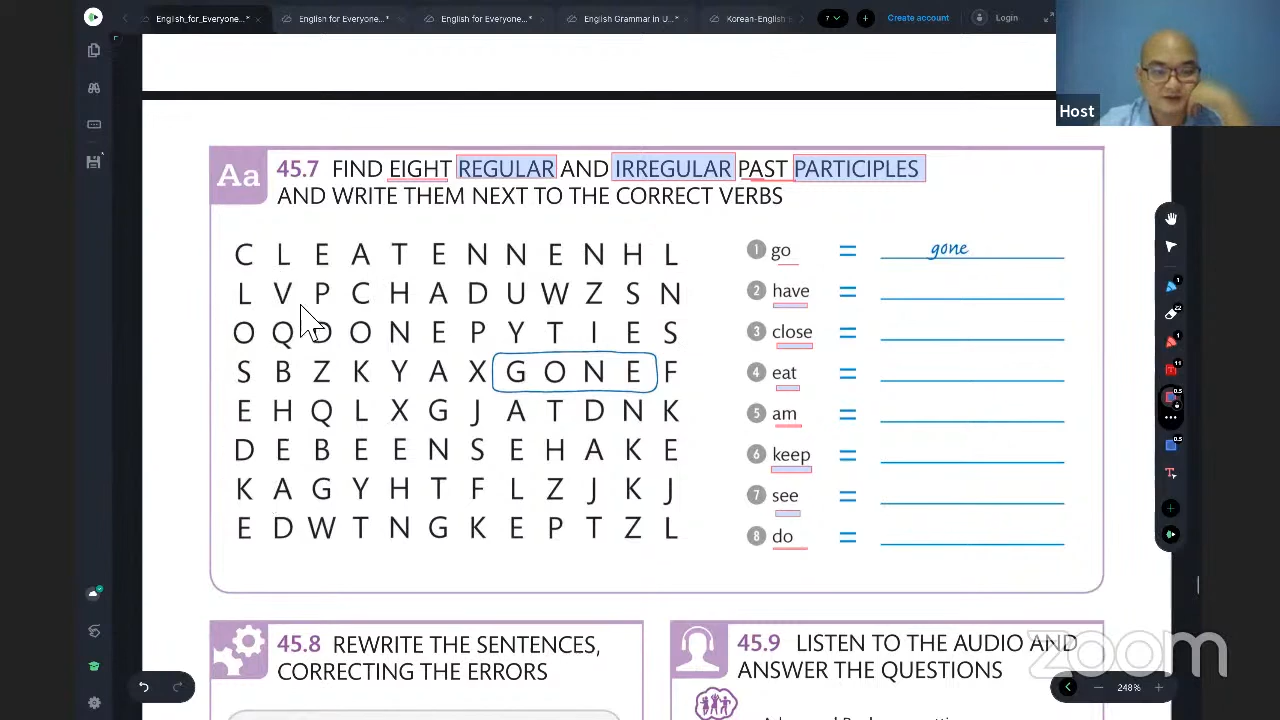 English_for_Everyone...* English for Everyone...* English for Everyone...* English Grammar in U...* Korean-English 7 Create account Login
Host
Aa 45.7 FIND EIGHT REGULAR AND IRREGULAR PAST PARTICIPLES
AND WRITE THEM NEXT TO THE CORRECT VERBS
C L E A T E N N E N H L
L V P C H A D U W Z S N
O Q D O N E P Y T I E S
S B Z K Y A X G O N E F
E H Q L X G J A T D N K
D E B E E N S E H A K E
K A G Y H T F L Z J K J
E D W T N G K E P T Z L
1 go = gone
2 have =
3 close =
4 eat =
5 am =
6 keep =
7 see =
8 do =
45.8 REWRITE THE SENTENCES,
CORRECTING THE ERRORS
45.9 LISTEN TO THE AUDIO AND
ANSWER THE QUESTIONS
zoom
248%